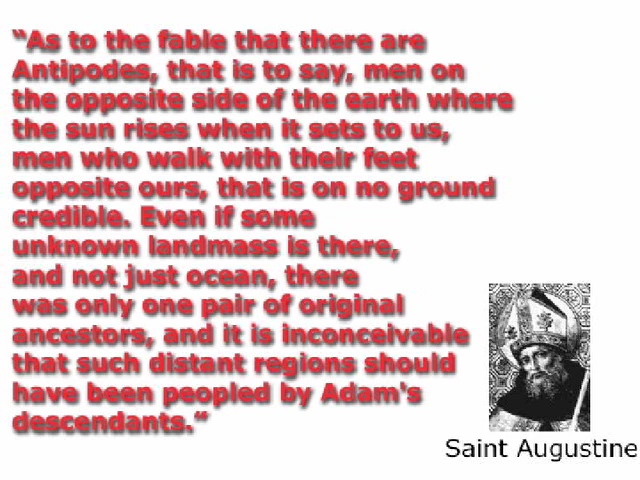 “As to the fable that there are
Antipodes, that is to say, men on
the opposite side of the earth where
the sun rises when it sets to us,
men who walk with their feet
opposite ours, that is on no ground
credible. Even if some
unknown landmass is there,
and not just ocean, there
was only one pair of original
ancestors, and it is inconceivable
that such distant regions should
have been peopled by Adam's
descendants.“
Saint Augustine